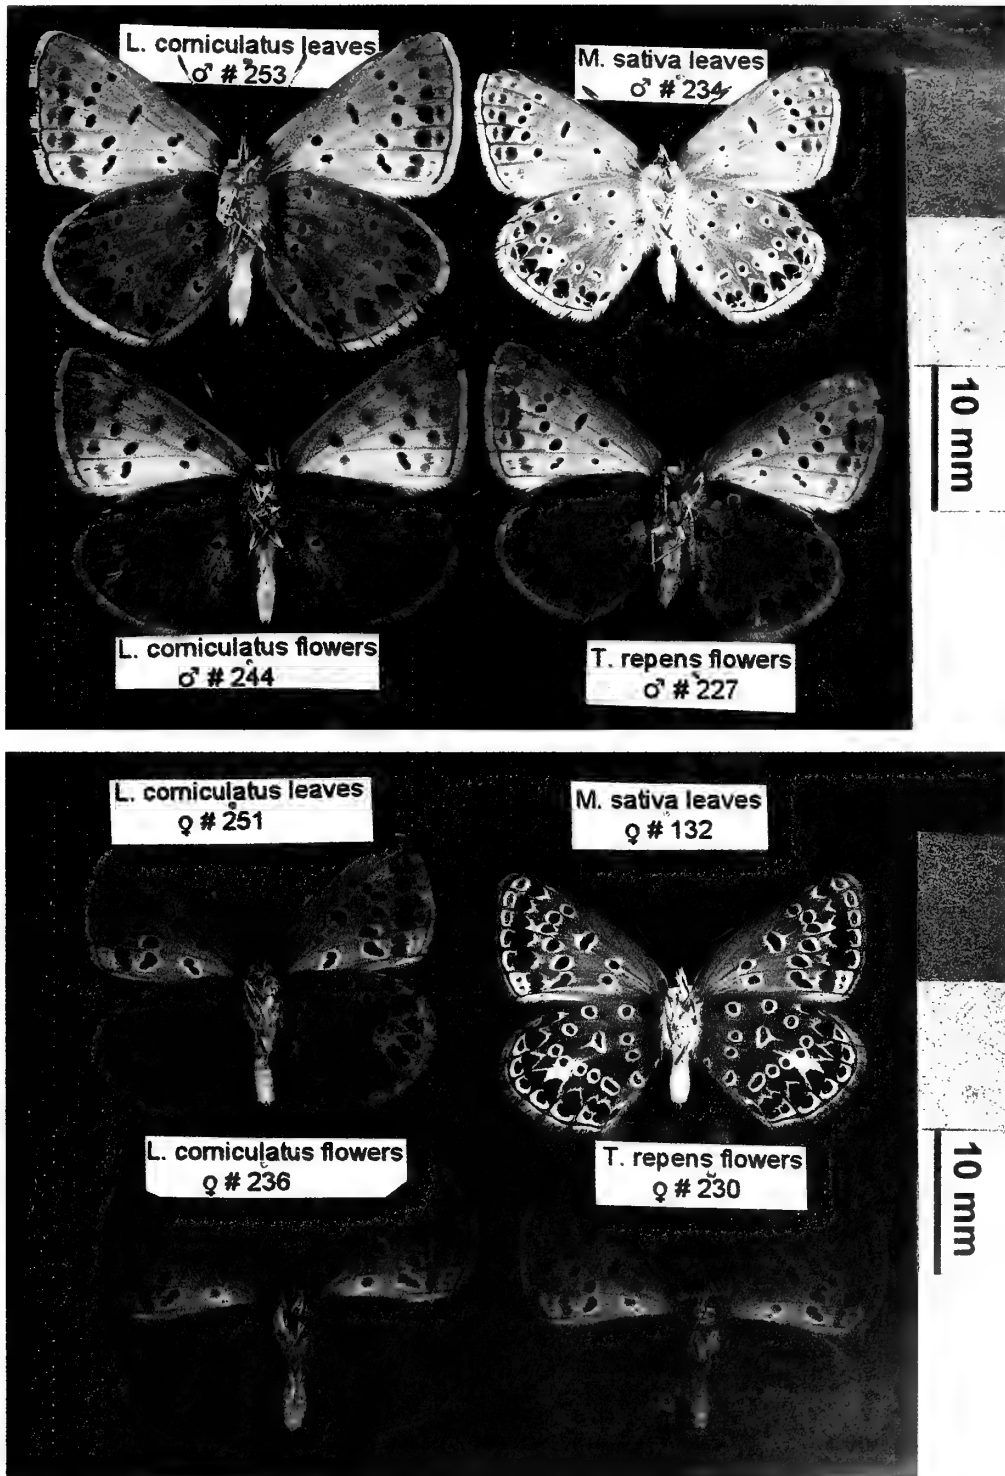 L. corniculatus leaves
♂ # 253
M. sativa leaves
♂ # 234
10 mm
L. corniculatus flowers
♂ # 244
T. repens flowers
♂ # 227
L. corniculatus leaves
♀ # 251
M. sativa leaves
♀ # 132
L. corniculatus flowers
♀ # 236
T. repens flowers
♀ # 230
10 mm